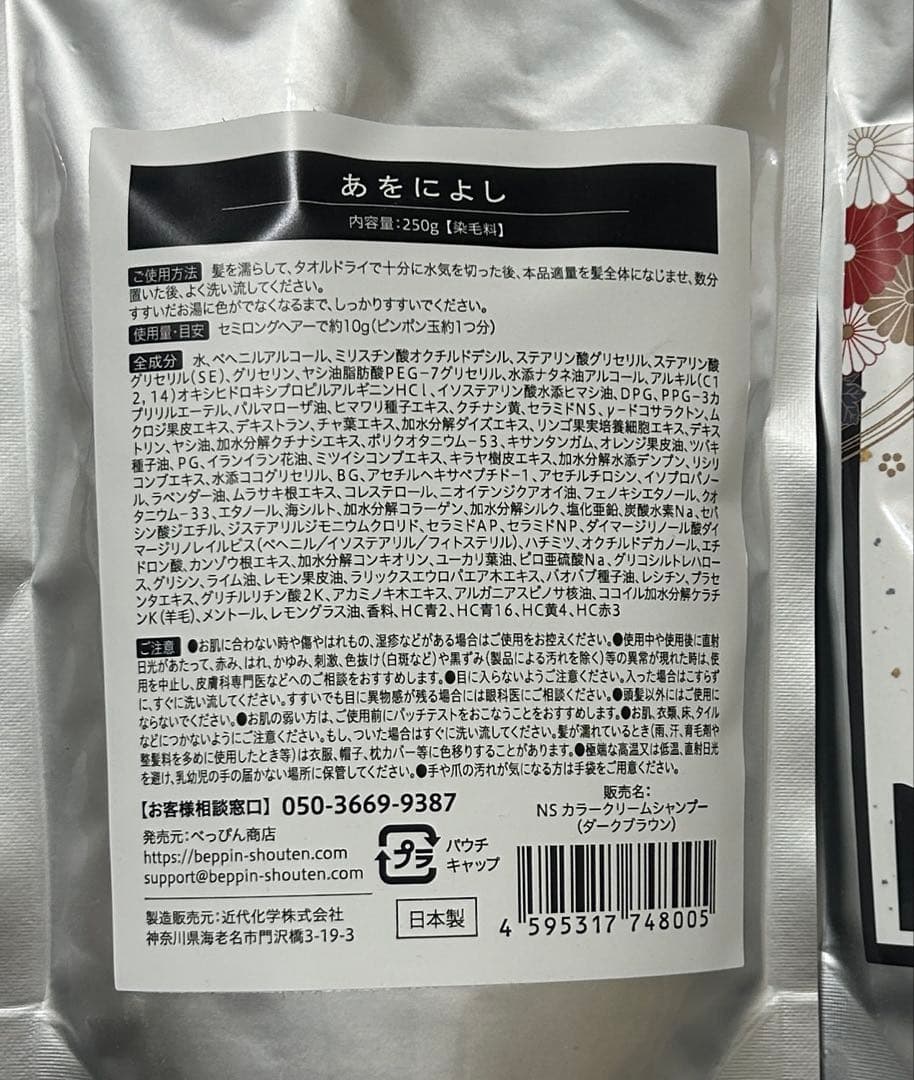 あをによし
内容量：250g【染毛料】
ご使用方法 髪を濡らして、タオルドライで十分に水気を切った後、本品適量を髪全体になじませ、数分
置いた後、よく洗い流してください。
すすいだお湯に色がでなくなるまで、しっかりすすいでください。
使用量・目安 セミロングヘアーで約10g（ピンポン玉約1つ分）
全成分 水、ベヘニルアルコール、ミリスチン酸オクチルドデシル、ステアリン酸グリセリル、ステアリン酸
グリセリル（SE）、グリセリン、ヤシ油脂肪酸PEG-7グリセリル、水添ナタネ油アルコール、アルキル（C1
2,14）オキシヒドロキシプロピルアルギニンHCl、イソステアリン酸水添ヒマシ油、DPG、PPG-3カ
プリリルエーテル、パルマローザ油、ヒマワリ種子エキス、クチナシ黄、セラミドNS、γ-ドコサラクトン、ム
クロジ果皮エキス、デキストラン、チャ葉エキス、加水分解ダイズエキス、リンゴ果実培養細胞エキス、デキス
トリン、ヤシ油、加水分解クチナシエキス、ポリクオタニウム-53、キサンタンガム、オレンジ果皮油、ツバキ
種子油、PG、イランイラン花油、ミツイシコンブエキス、キラヤ樹皮エキス、加水分解水添デンプン、リシリ
コンブエキス、水添ココグリセリル、BG、アセチルヘキサペプチド-1、アセチルチロシン、イソプロパノー
ル、ラベンダー油、ムラサキ根エキス、コレステロール、ニオイテンジクアオイ油、フェノキシエタノール、クオ
タニウム-33、エタノール、海シルト、加水分解コラーゲン、加水分解シルク、塩化亜鉛、炭酸水素Na、セバ
シン酸ジエチル、ジステアリルジモニウムクロリド、セラミドAP、セラミドNP、ダイマージリノール酸ダイ
マージリノレイルビス（ベヘニル／イソステアリル／フィトステリル）、ハチミツ、オクチルドデカノール、エチ
ドロン酸、カンゾウ根エキス、加水分解コンキオリン、ユーカリ葉油、ピロ亜硫酸Na、グリコシルトレハロー
ス、グリシン、ライム油、レモン果皮油、ラリックスエウロパエア木エキス、バオバブ種子油、レシチン、プラセ
ンタエキス、グリチルリチン酸2K、アカミノキ木エキス、アルガニアスピノサ核油、ココイル加水分解ケラチ
ンK（羊毛）、メントール、レモングラス油、香料、HC青2、HC青16、HC黄4、HC赤3
ご注意 ●お肌に合わない時や傷やはれもの、湿疹などがある場合はご使用をお控えください。●使用中や使用後に直射
日光があたって、赤み、はれ、かゆみ、刺激、色抜け（白斑など）や黒ずみ（製品による汚れを除く）等の異常が現れた時は、使
用を中止し、皮膚科専門医などへのご相談をおすすめします。●目に入らないようご注意ください。入った場合はこすらず
に、すぐに洗い流してください。すすいでも目に異物感が残る場合には眼科医にご相談ください。●頭髪以外にはご使用に
ならないでください。●お肌の弱い方は、ご使用前にパッチテストをおこなうことをおすすめします。●お肌、衣類、床、タイル
などにつかないようにご注意ください。もし、ついた場合はすぐに洗い流してください。髪が濡れているとき（雨、汗、育毛剤や
整髪料を多めに使用したとき等）は衣服、帽子、枕カバー等に色移りすることがあります。●極端な高温又は低温、直射日光
を避け、乳幼児の手の届かない場所に保管してください。●手や爪の汚れが気になる方は手袋をご用意ください。
【お客様相談窓口】050-3669-9387
発売元：べっぴん商店
https://beppin-shouten.com
support@beppin-shouten.com
プラ
パウチ
キャップ
販売名：
NS カラークリームシャンプー
（ダークブラウン）
製造販売元：近代化学株式会社
神奈川県海老名市門沢橋3-19-3
日本製
4 595317 748005